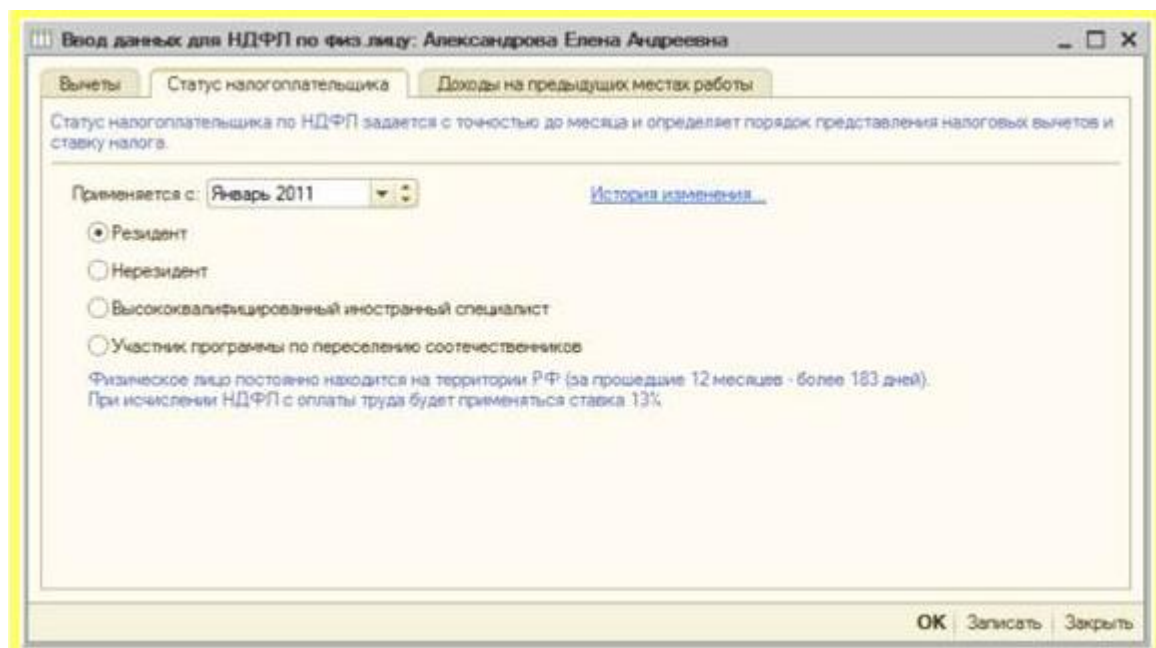 Ввод данных для НДФЛ по физ.лицу: Александрова Елена Андреевна
Вычеты Статус налогоплательщика Доходы на предыдущих местах работы
Статус налогоплательщика по НДФЛ задается с точностью до месяца и определяет порядок представления налоговых вычетов и
ставку налога.
Применяется с: Январь 2011 История изменения...
Резидент
Нерезидент
Высококвалифицированный иностранный специалист
Участник программы по переселению соотечественников
Физическое лицо постоянно находится на территории РФ (за прошедшие 12 месяцев - более 183 дней).
При исчислении НДФЛ с оплаты труда будет применяться ставка 13%
OK Записать Закрыть